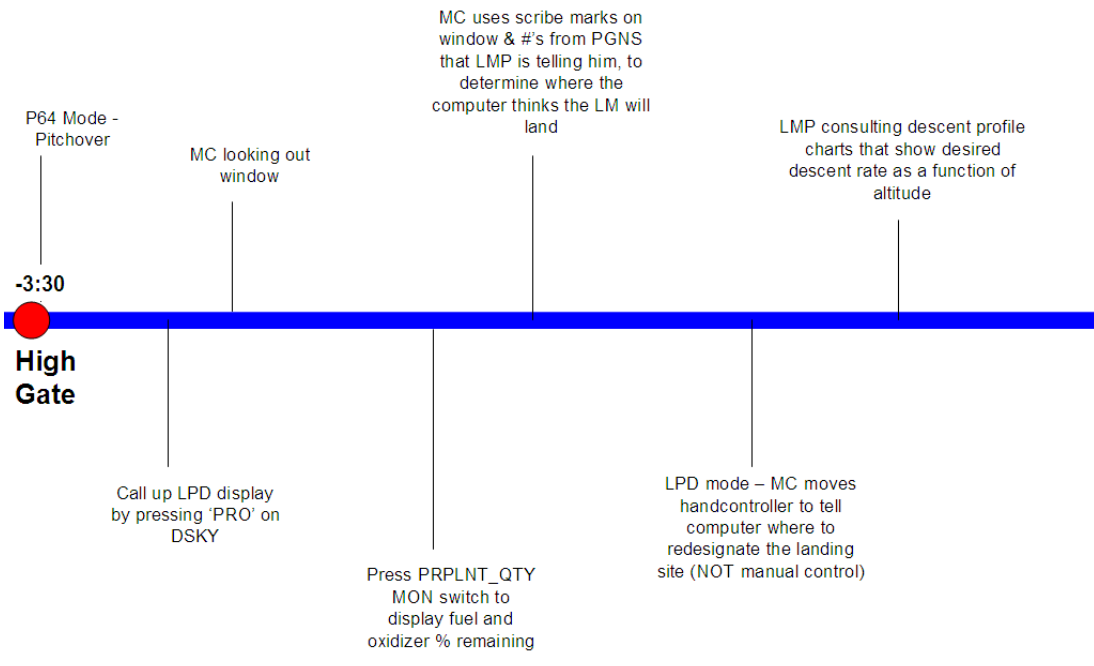 MC uses scribe marks on
window & #'s from PGNS
that LMP is telling him, to
determine where the
computer thinks the LM will
land
P64 Mode -
Pitchover
MC looking out
window
LMP consulting descent profile
charts that show desired
descent rate as a function of
altitude
-3:30
High
Gate
Call up LPD display
by pressing ‘PRO’ on
DSKY
Press PRPLNT_QTY
MON switch to
display fuel and
oxidizer % remaining
LPD mode – MC moves
handcontroller to tell
computer where to
redesignate the landing
site (NOT manual control)